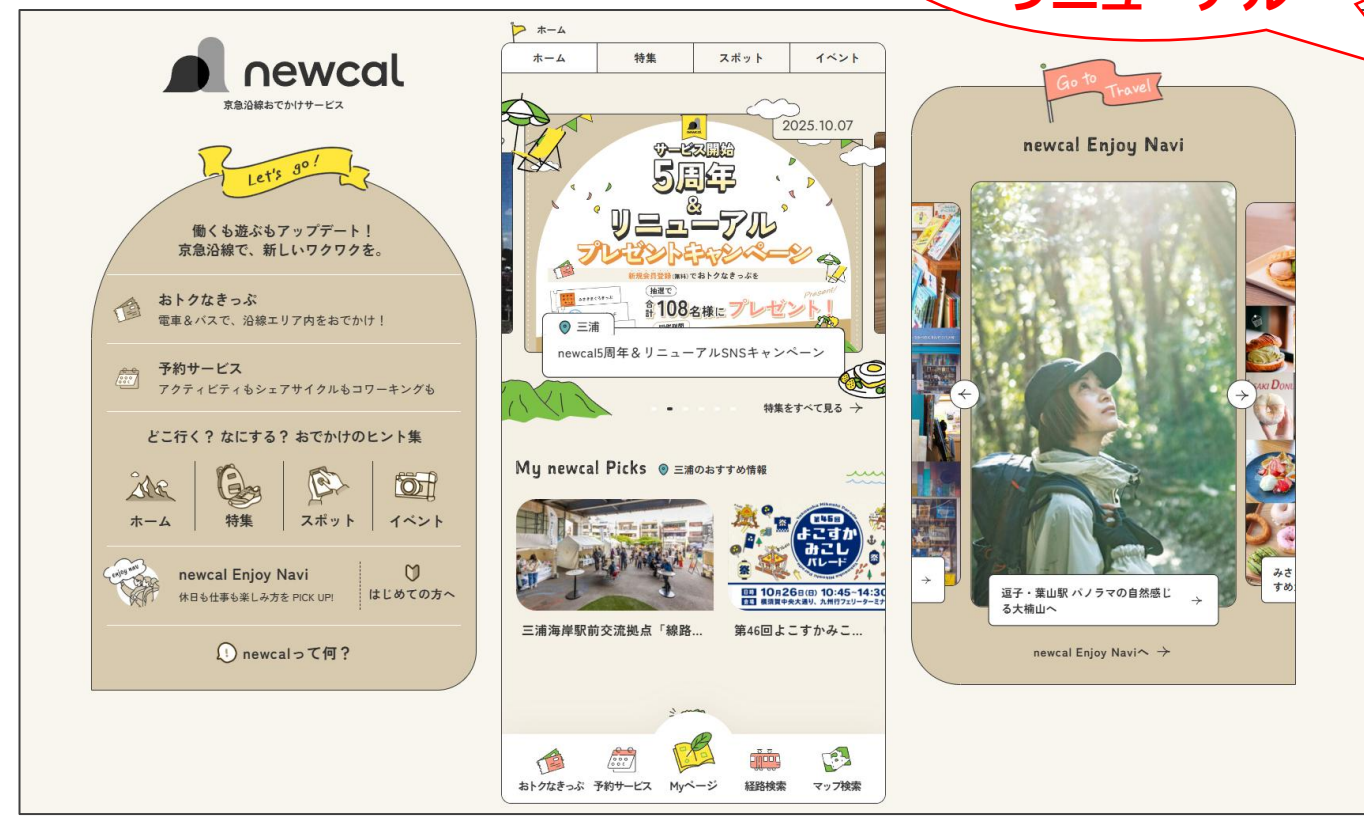 リニューアル
newcal
京急沿線おでかけサービス
Let's go!
働くも遊ぶもアップデート！
京急沿線で、新しいワクワクを。
おトクなきっぷ
電車＆バスで、沿線エリア内をおでかけ！
予約サービス
アクティビティもシェアサイクルもコワーキングも
どこ行く？なにする？おでかけのヒント集
ホーム
特集
スポット
イベント
enjoy navi
newcal Enjoy Navi
休日も仕事も楽しみ方を PICK UP!
はじめての方へ
newcalって何？
ホーム
ホーム
特集
スポット
イベント
2025.10.07
newcal
サービス開始
5周年
&
リニューアル
プレゼントキャンペーン
新規会員登録(無料)でおトクなきっぷを
抽選で
合計108名様にプレゼント！
Present!
三浦
newcal5周年＆リニューアルSNSキャンペーン
特集をすべて見る
My newcal Picks
三浦のおすすめ情報
第46回
よこすか
みこし
パレード
祭
祭
祭
10月26日(日) 10:45~14:30
三浦海岸駅前交流拠点「線路...
第46回よこすかみこ...
おトクなきっぷ
予約サービス
Myページ
経路検索
マップ検索
Go to Travel
newcal Enjoy Navi
逗子・葉山駅 パノラマの自然感じ
る大楠山へ
みさ
すめ
newcal Enjoy Naviへ